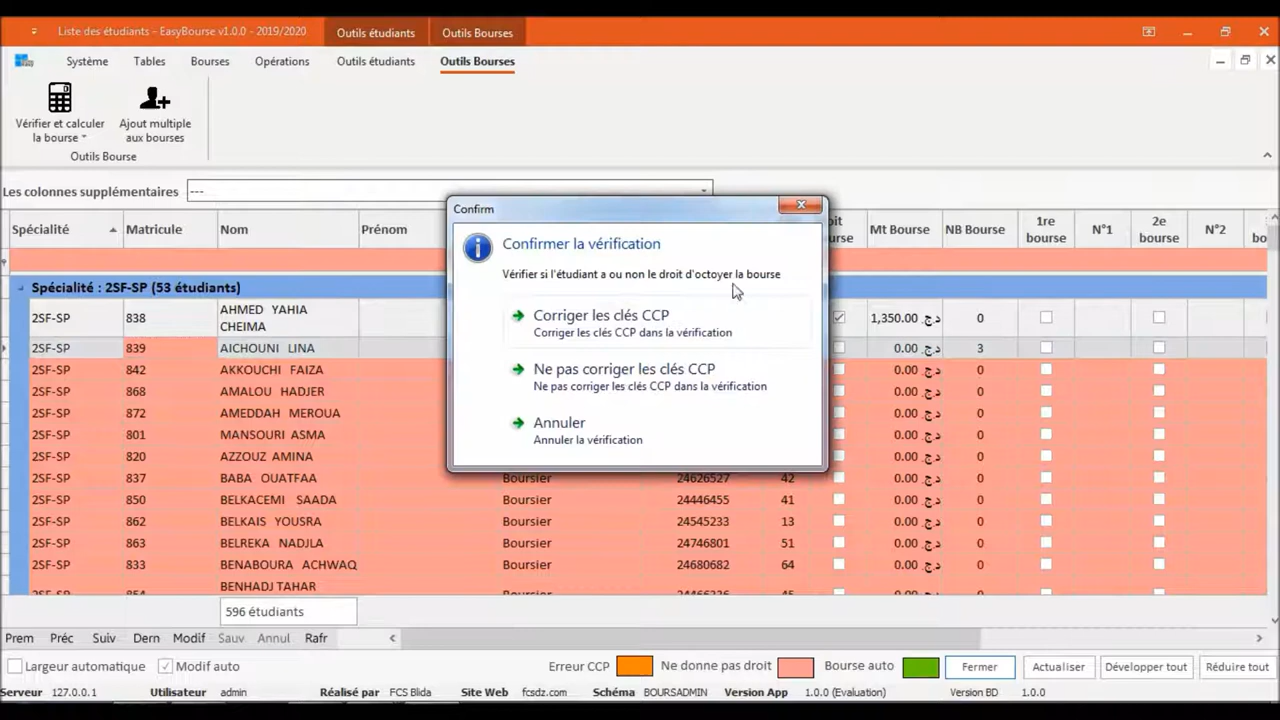 Liste des étudiants - EasyBourse v1.0.0 - 2019/2020
Outils étudiants
Outils Bourses
Système
Tables
Bourses
Opérations
Outils étudiants
Outils Bourses
Vérifier et calculer
la bourse
Ajout multiple
aux bourses
Outils Bourse
Les colonnes supplémentaires
---
Spécialité
Matricule
Nom
Prénom
Mt Bourse
NB Bourse
1re
bourse
N°1
2e
bourse
N°2
Spécialité : 2SF-SP (53 étudiants)
2SF-SP 838 AHMED YAHIA
CHEIMA
1,350.00 د.ج. 0
2SF-SP 839 AICHOUNI LINA 0.00 د.ج. 3
2SF-SP 842 AKKOUCHI FAIZA 0.00 د.ج. 0
2SF-SP 868 AMALOU HADJER 0.00 د.ج. 0
2SF-SP 872 AMEDDAH MEROUA 0.00 د.ج. 0
2SF-SP 801 MANSOURI ASMA 0.00 د.ج. 0
2SF-SP 820 AZZOUZ AMINA 0.00 د.ج. 0
2SF-SP 837 BABA OUATFAA Boursier 24626527 42 0.00 د.ج. 0
2SF-SP 850 BELKACEMI SAADA Boursier 24446455 41 0.00 د.ج. 0
2SF-SP 862 BELKAIS YOUSRA Boursier 24545233 13 0.00 د.ج. 0
2SF-SP 863 BELREKA NADJLA Boursier 24746801 51 0.00 د.ج. 0
2SF-SP 833 BENABOURA ACHWAQ Boursier 24680682 64 0.00 د.ج. 0
BENHADJ TAHAR
Confirm
Confirmer la vérification
Vérifier si l'étudiant a ou non le droit d'octoyer la bourse
Corriger les clés CCP
Corriger les clés CCP dans la vérification
Ne pas corriger les clés CCP
Ne pas corriger les clés CCP dans la vérification
Annuler
Annuler la vérification
596 étudiants
Prem Préc Suiv Dern Modif Sauv Annul Rafr
Largeur automatique
Modif auto
Erreur CCP
Ne donne pas droit
Bourse auto
Fermer
Actualiser
Développer tout
Réduire tout
Serveur 127.0.0.1 Utilisateur admin Réalisé par FCS Blida Site Web fcsdz.com Schéma BOURSADMIN Version App 1.0.0 (Evaluation) Version BD 1.0.0